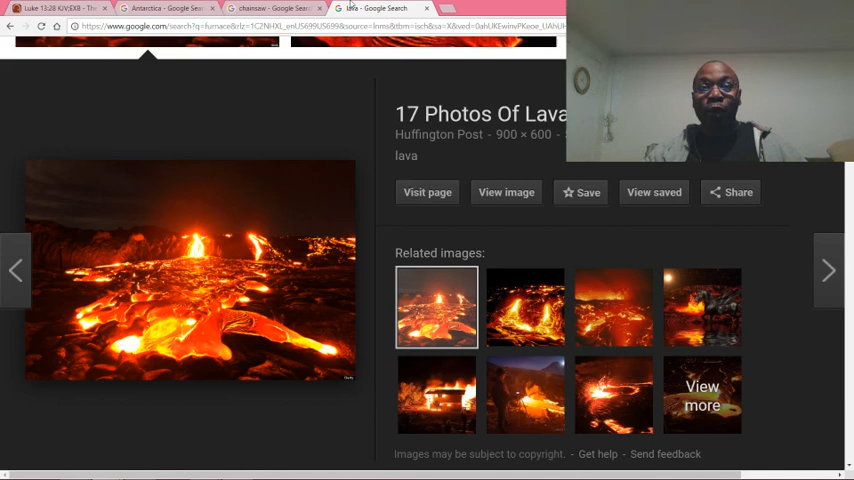 Luke 13:28 KJV;EXB - The
Antarctica - Google Sear
chainsaw - Google Search
lava - Google Search
https://www.google.com/search?q=furnace&rlz=1C2NHXL_enUS699US699&source=lnms&tbm=isch&sa=X&ved=
17 Photos Of Lava
Huffington Post - 900 × 600 -
lava
Visit page
View image
Save
View saved
Share
Related images:
View
more
Images may be subject to copyright. - Get help - Send feedback